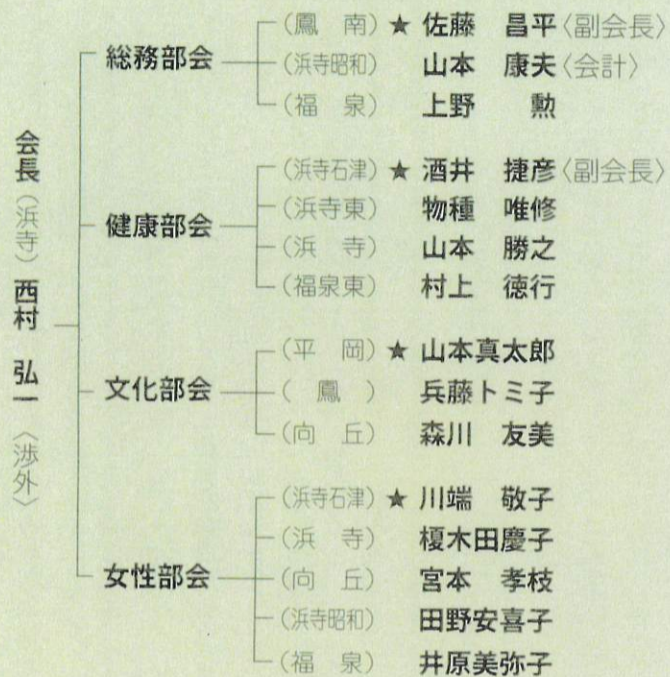 会長（浜寺）西村 弘一〈渉外〉
総務部会
（鳳 南）★ 佐藤 昌平〈副会長〉
（浜寺昭和） 山本 康夫〈会計〉
（福 泉） 上野 勲
健康部会
（浜寺石津）★ 酒井 捷彦〈副会長〉
（浜寺東） 物種 唯修
（浜 寺） 山本 勝之
（福泉東） 村上 徳行
文化部会
（平 岡）★ 山本真太郎
（ 鳳 ） 兵藤トミ子
（向 丘） 森川 友美
女性部会
（浜寺石津）★ 川端 敬子
（浜 寺） 榎木田慶子
（向 丘） 宮本 孝枝
（浜寺昭和） 田野安喜子
（福 泉） 井原美弥子